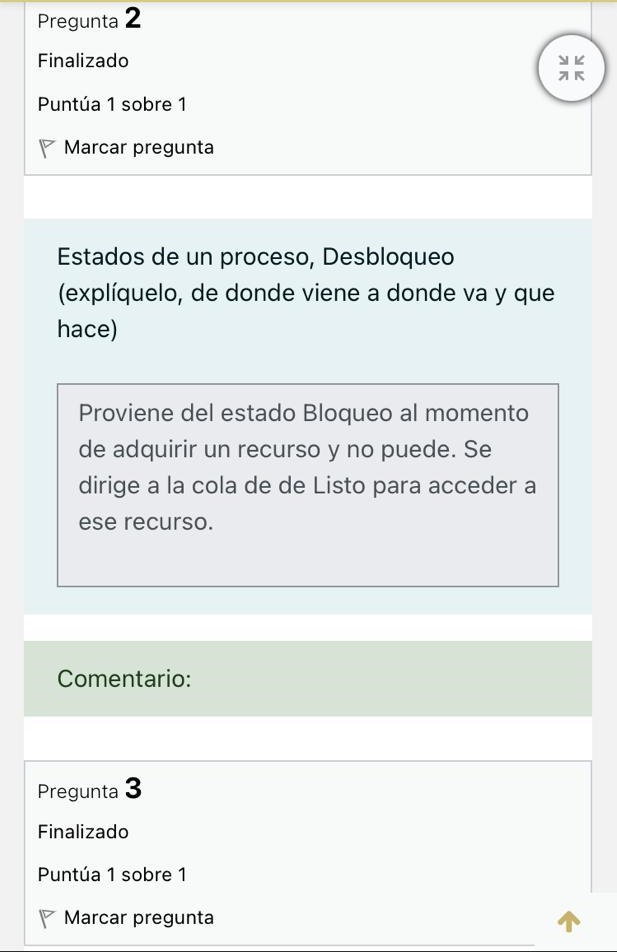 Pregunta 2
Finalizado
Puntúa 1 sobre 1
Marcar pregunta
Estados de un proceso, Desbloqueo
(explíquelo, de donde viene a donde va y que
hace)
Proviene del estado Bloqueo al momento
de adquirir un recurso y no puede. Se
dirige a la cola de de Listo para acceder a
ese recurso.
Comentario:
Pregunta 3
Finalizado
Puntúa 1 sobre 1
Marcar pregunta